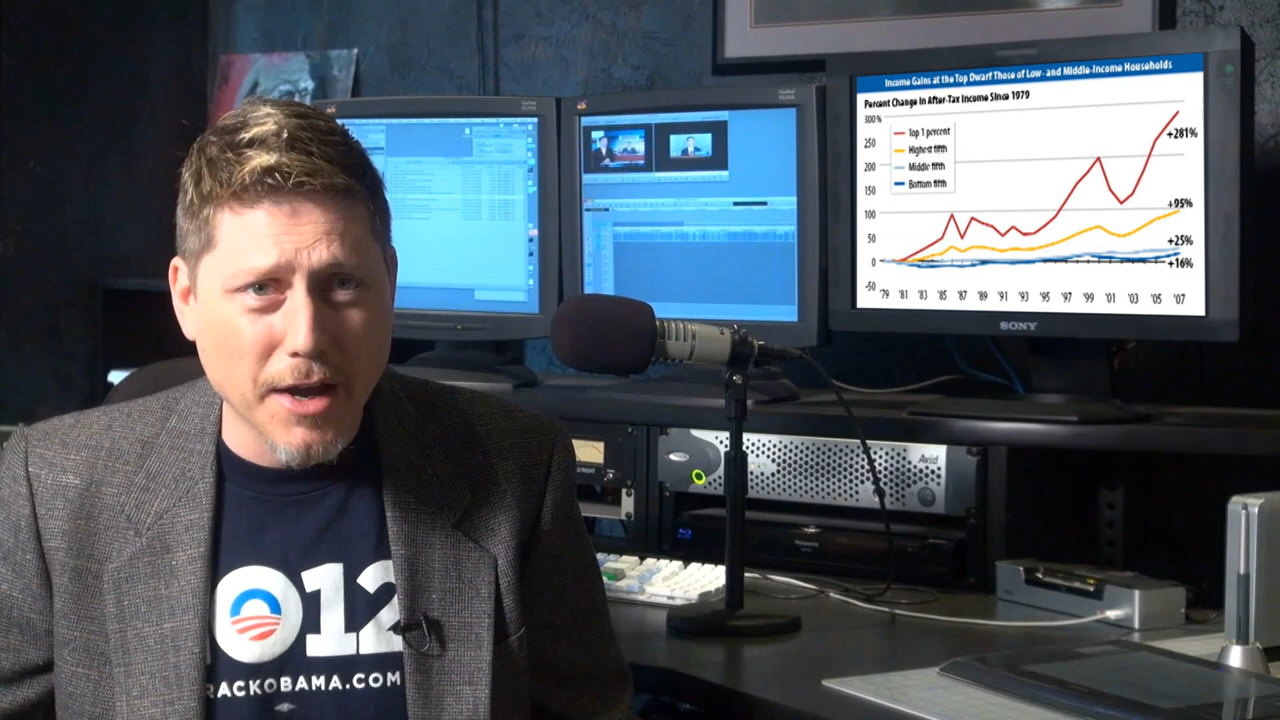 Income Gains at the Top Dwarf Those of Low- and Middle-Income Households
Percent Change In After-Tax Income Since 1979
300%
250
200
150
100
50
0
-50
Top 1 percent
Highest fifth
Middle fifth
Bottom fifth
+281%
+95%
+25%
+16%
'79 '81 '83 '85 '87 '89 '91 '93 '95 '97 '99 '01 '03 '05 '07
SONY
Avid
Panasonic
012
RACKOBAMA.COM